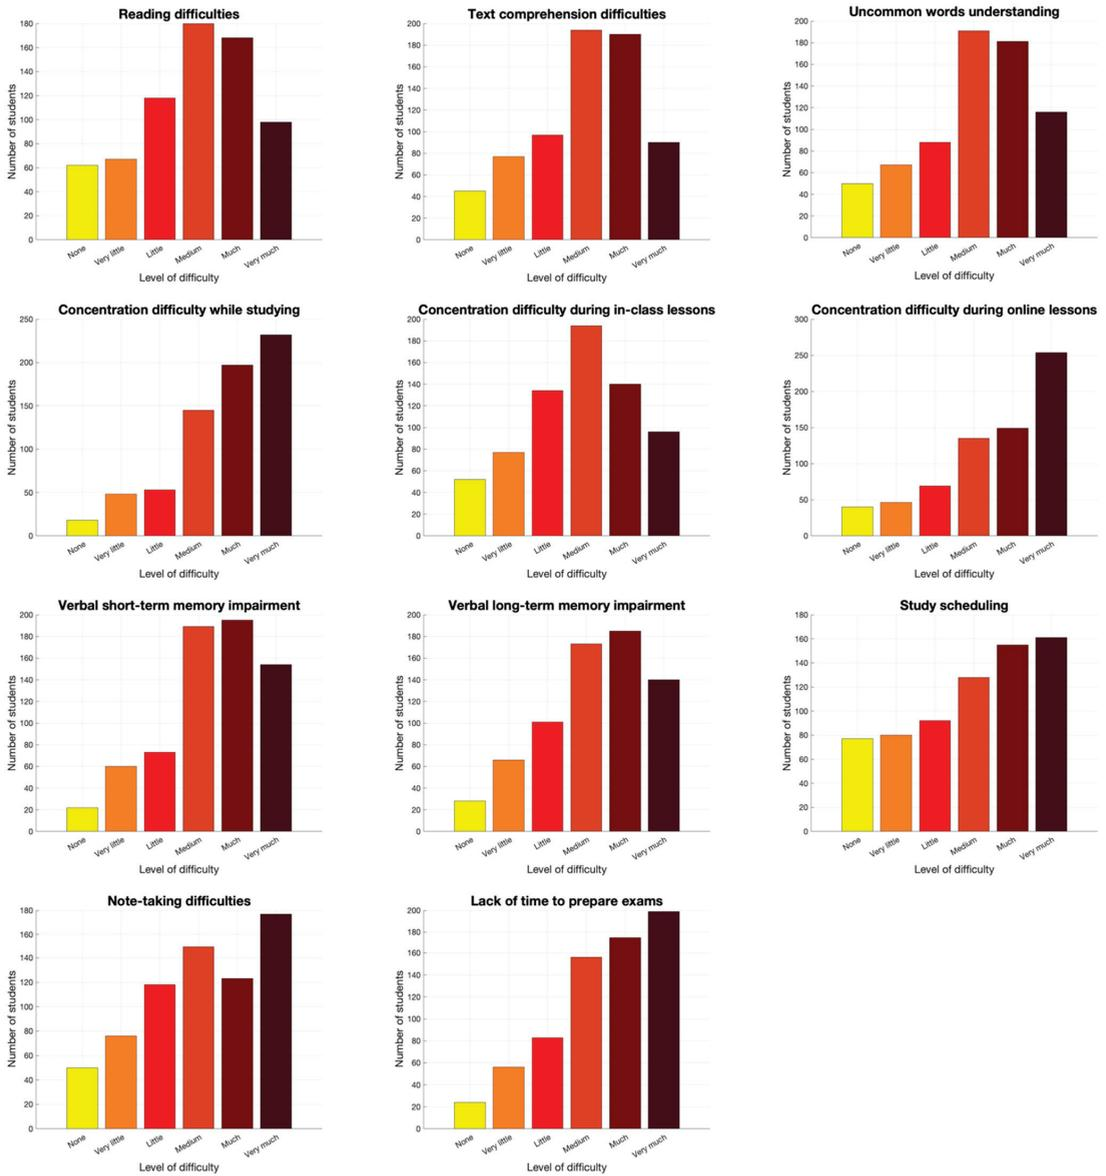 Reading difficulties
Number of students
180
160
140
120
100
80
60
40
20
0
None
Very little
Little
Medium
Much
Very much
Level of difficulty
Text comprehension difficulties
Number of students
200
180
160
140
120
100
80
60
40
20
0
None
Very little
Little
Medium
Much
Very much
Level of difficulty
Uncommon words understanding
Number of students
200
180
160
140
120
100
80
60
40
20
0
None
Very little
Little
Medium
Much
Very much
Level of difficulty
Concentration difficulty while studying
Number of students
250
200
150
100
50
0
None
Very little
Little
Medium
Much
Very much
Level of difficulty
Concentration difficulty during in-class lessons
Number of students
200
180
160
140
120
100
80
60
40
20
0
None
Very little
Little
Medium
Much
Very much
Level of difficulty
Concentration difficulty during online lessons
Number of students
300
250
200
150
100
50
0
None
Very little
Little
Medium
Much
Very much
Level of difficulty
Verbal short-term memory impairment
Number of students
200
180
160
140
120
100
80
60
40
20
0
None
Very little
Little
Medium
Much
Very much
Level of difficulty
Verbal long-term memory impairment
Number of students
200
180
160
140
120
100
80
60
40
20
0
None
Very little
Little
Medium
Much
Very much
Level of difficulty
Study scheduling
Number of students
180
160
140
120
100
80
60
40
20
0
None
Very little
Little
Medium
Much
Very much
Level of difficulty
Note-taking difficulties
Number of students
180
160
140
120
100
80
60
40
20
0
None
Very little
Little
Medium
Much
Very much
Level of difficulty
Lack of time to prepare exams
Number of students
200
180
160
140
120
100
80
60
40
20
0
None
Very little
Little
Medium
Much
Very much
Level of difficulty